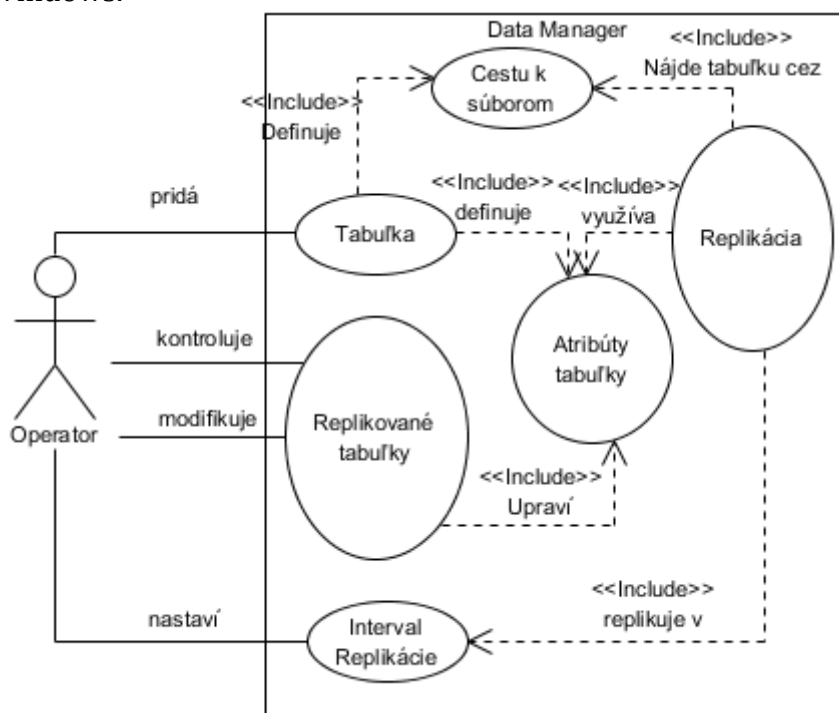 Data Manager
<<Include>>
Nájde tabuľku cez
Cestu k
súborom
<<Include>>
Definuje
pridá
<<Include>>
definuje
<<Include>>
využíva
Tabuľka
Replikácia
kontroluje
Atribúty
tabuľky
modifikuje
Replikované
tabuľky
Operator
<<Include>>
Upraví
<<Include>>
replikuje v
nastaví
Interval
Replikácie